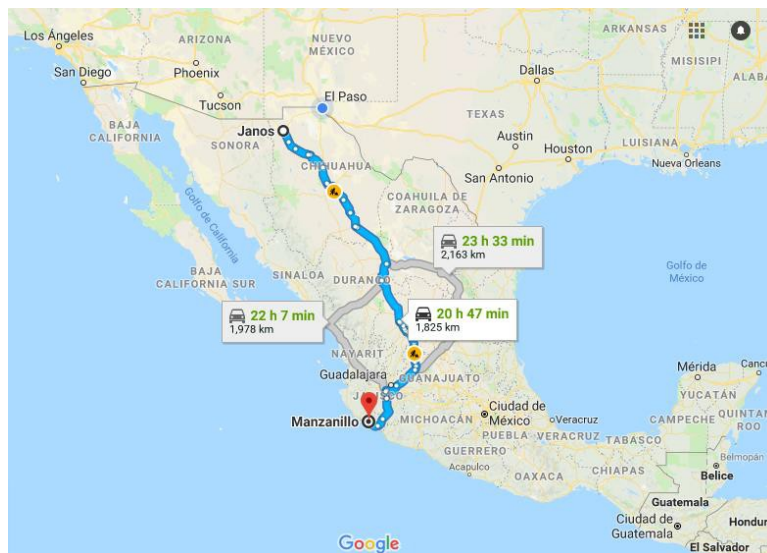 Los Ángeles
ARIZONA
NUEVO
MÉXICO
ARKANSAS
MISISIPI
San Diego
Phoenix
Dallas
ALABA
Tucson
El Paso
TEXAS
BAJA
CALIFORNIA
Janos
SONORA
Austin
Houston
LUISIANA
Nueva Orleans
CHIHUAHUA
San Antonio
COAHUILA DE
ZARAGOZA
Golfo de California
23 h 33 min
2,163 km
Golfo de
México
BAJA
CALIFORNIA SUR
SINALOA
DURANGO
22 h 7 min
1,978 km
20 h 47 min
1,825 km
NAYARIT
Guadalajara
GUANAJUATO
JALISCO
Mérida
Cancú
YUCATÁN
Manzanillo
MICHOACÁN
Ciudad de
México
Veracruz
CAMPECHE
QUINTAN
ROO
PUEBLA
VERACRUZ
TABASCO
GUERRERO
Acapulco
OAXACA
CHIAPAS
Belmopán
Belice
Guatemala
Ciudad de
Guatemala
Hondur
El Salvador
Google